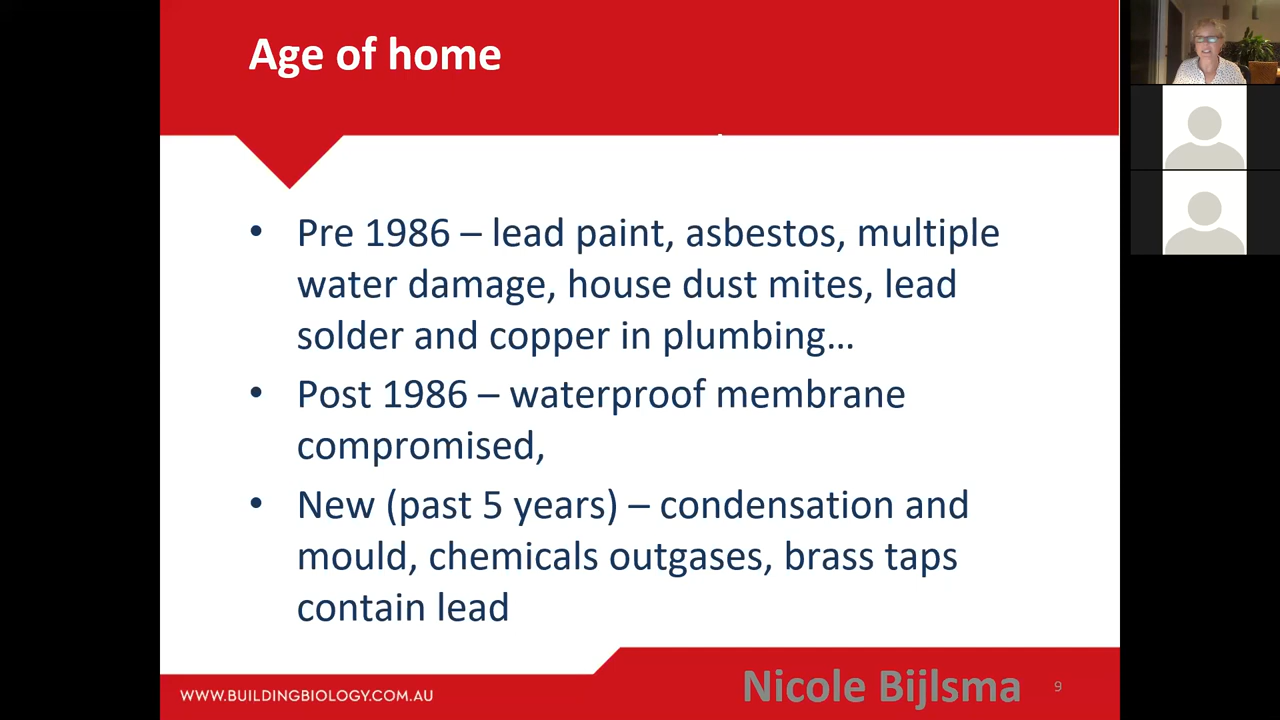 Age of home
• Pre 1986 – lead paint, asbestos, multiple
water damage, house dust mites, lead
solder and copper in plumbing…
• Post 1986 – waterproof membrane
compromised,
• New (past 5 years) – condensation and
mould, chemicals outgases, brass taps
contain lead
WWW.BUILDINGBIOLOGY.COM.AU
Nicole Bijlsma
9